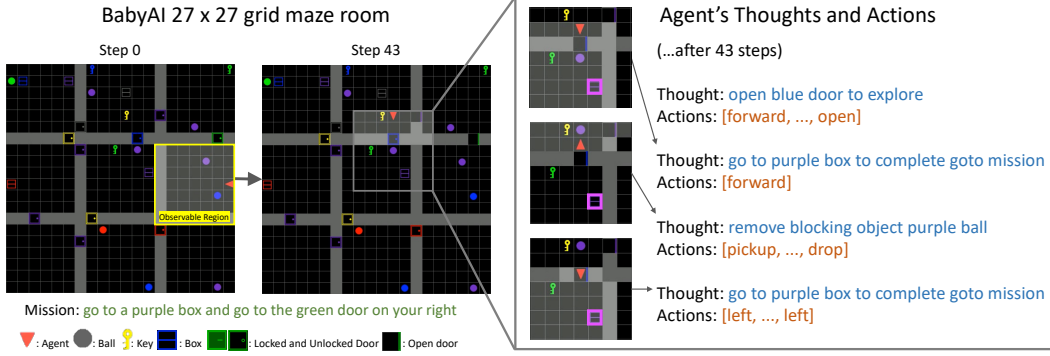 BabyAI 27 x 27 grid maze room
Step 0
Step 43
Observable Region
Mission: go to a purple box and go to the green door on your right
: Agent : Ball : Key : Box : Locked and Unlocked Door : Open door
Agent's Thoughts and Actions
(...after 43 steps)
Thought: open blue door to explore
Actions: [forward, ..., open]
Thought: go to purple box to complete goto mission
Actions: [forward]
Thought: remove blocking object purple ball
Actions: [pickup, ..., drop]
Thought: go to purple box to complete goto mission
Actions: [left, ..., left]